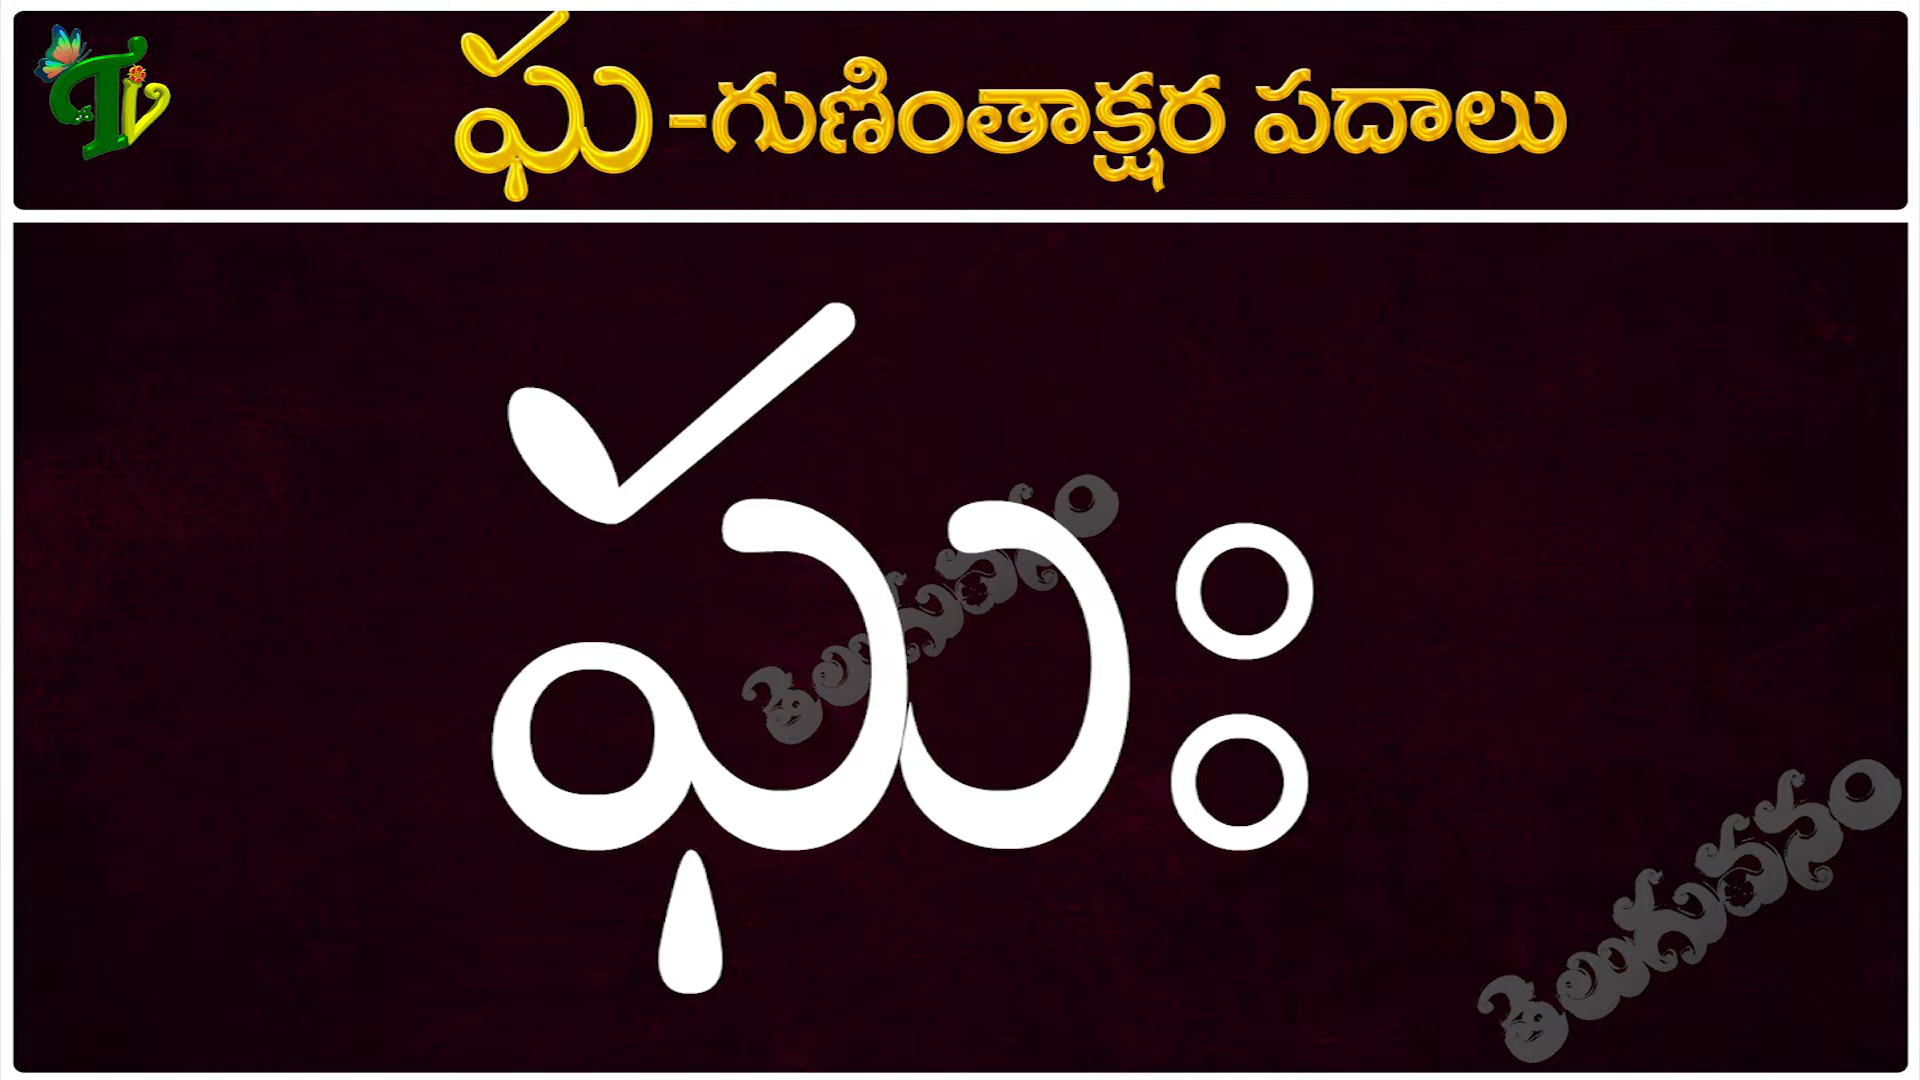 ఘ-గుణింతాక్షర పదాలు
ఘః
తెలుగువనం
తెలుగువనం